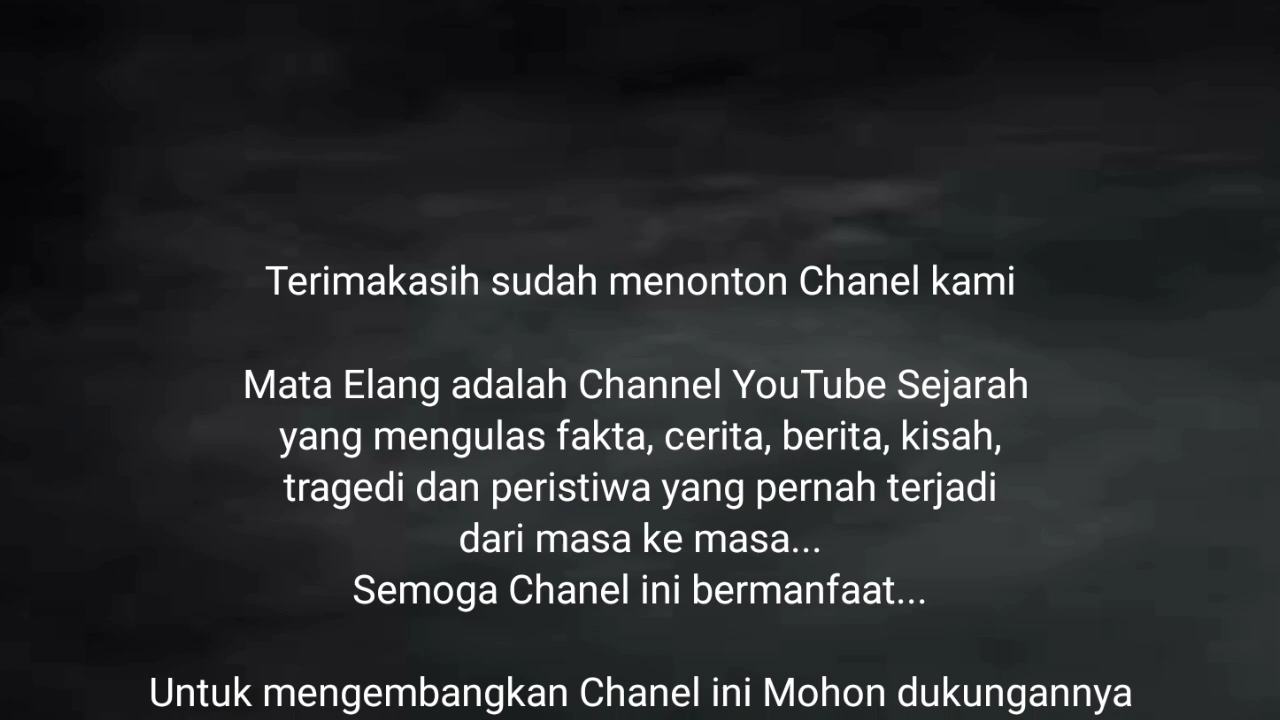 Terimakasih sudah menonton Chanel kami
Mata Elang adalah Channel YouTube Sejarah
yang mengulas fakta, cerita, berita, kisah,
tragedi dan peristiwa yang pernah terjadi
dari masa ke masa...
Semoga Chanel ini bermanfaat...
Untuk mengembangkan Chanel ini Mohon dukungannya